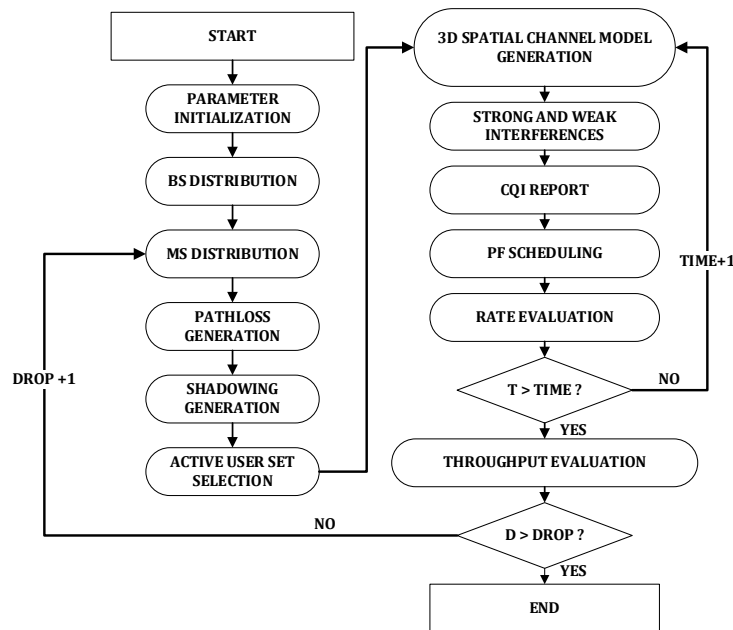 START
PARAMETER
INITIALIZATION
BS DISTRIBUTION
MS DISTRIBUTION
PATHLOSS
GENERATION
SHADOWING
GENERATION
ACTIVE USER SET
SELECTION
DROP +1
3D SPATIAL CHANNEL MODEL
GENERATION
STRONG AND WEAK
INTERFERENCES
CQI REPORT
PF SCHEDULING
RATE EVALUATION
TIME+1
T > TIME ?
NO
YES
THROUGHPUT EVALUATION
D > DROP ?
NO
YES
END